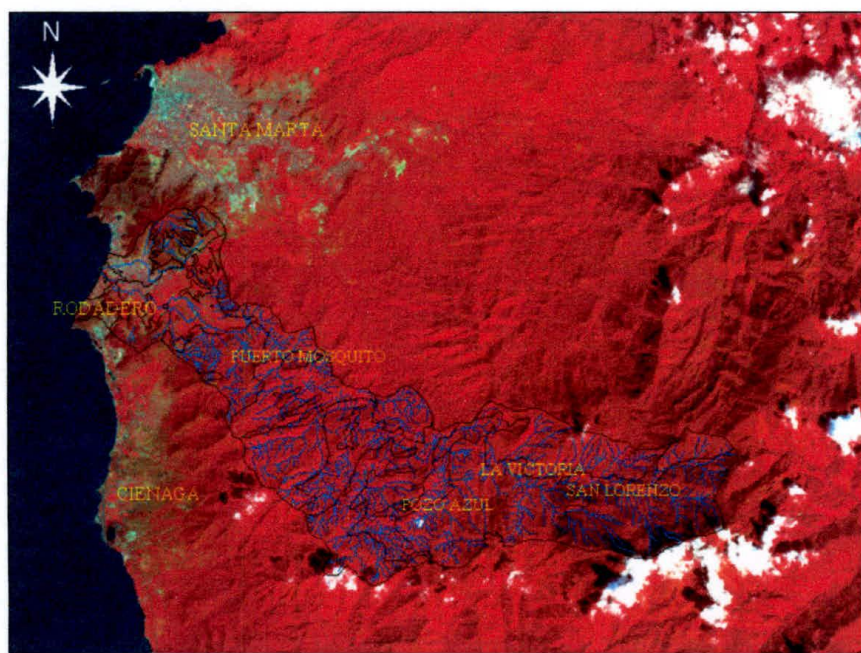 N
SANTA MARTA
RODADERO
PUERTO MOSQUITO
LA VICTORIA
CIENAGA
SAN LORENZO
POZO AZUL